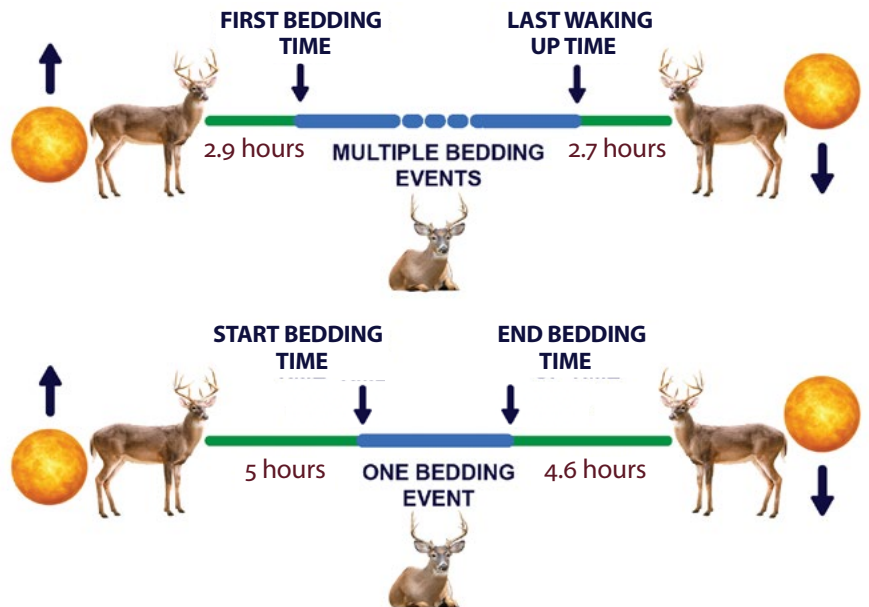 FIRST BEDDING
TIME
LAST WAKING
UP TIME
2.9 hours
MULTIPLE BEDDING
EVENTS
2.7 hours
START BEDDING
TIME
END BEDDING
TIME
5 hours
ONE BEDDING
EVENT
4.6 hours